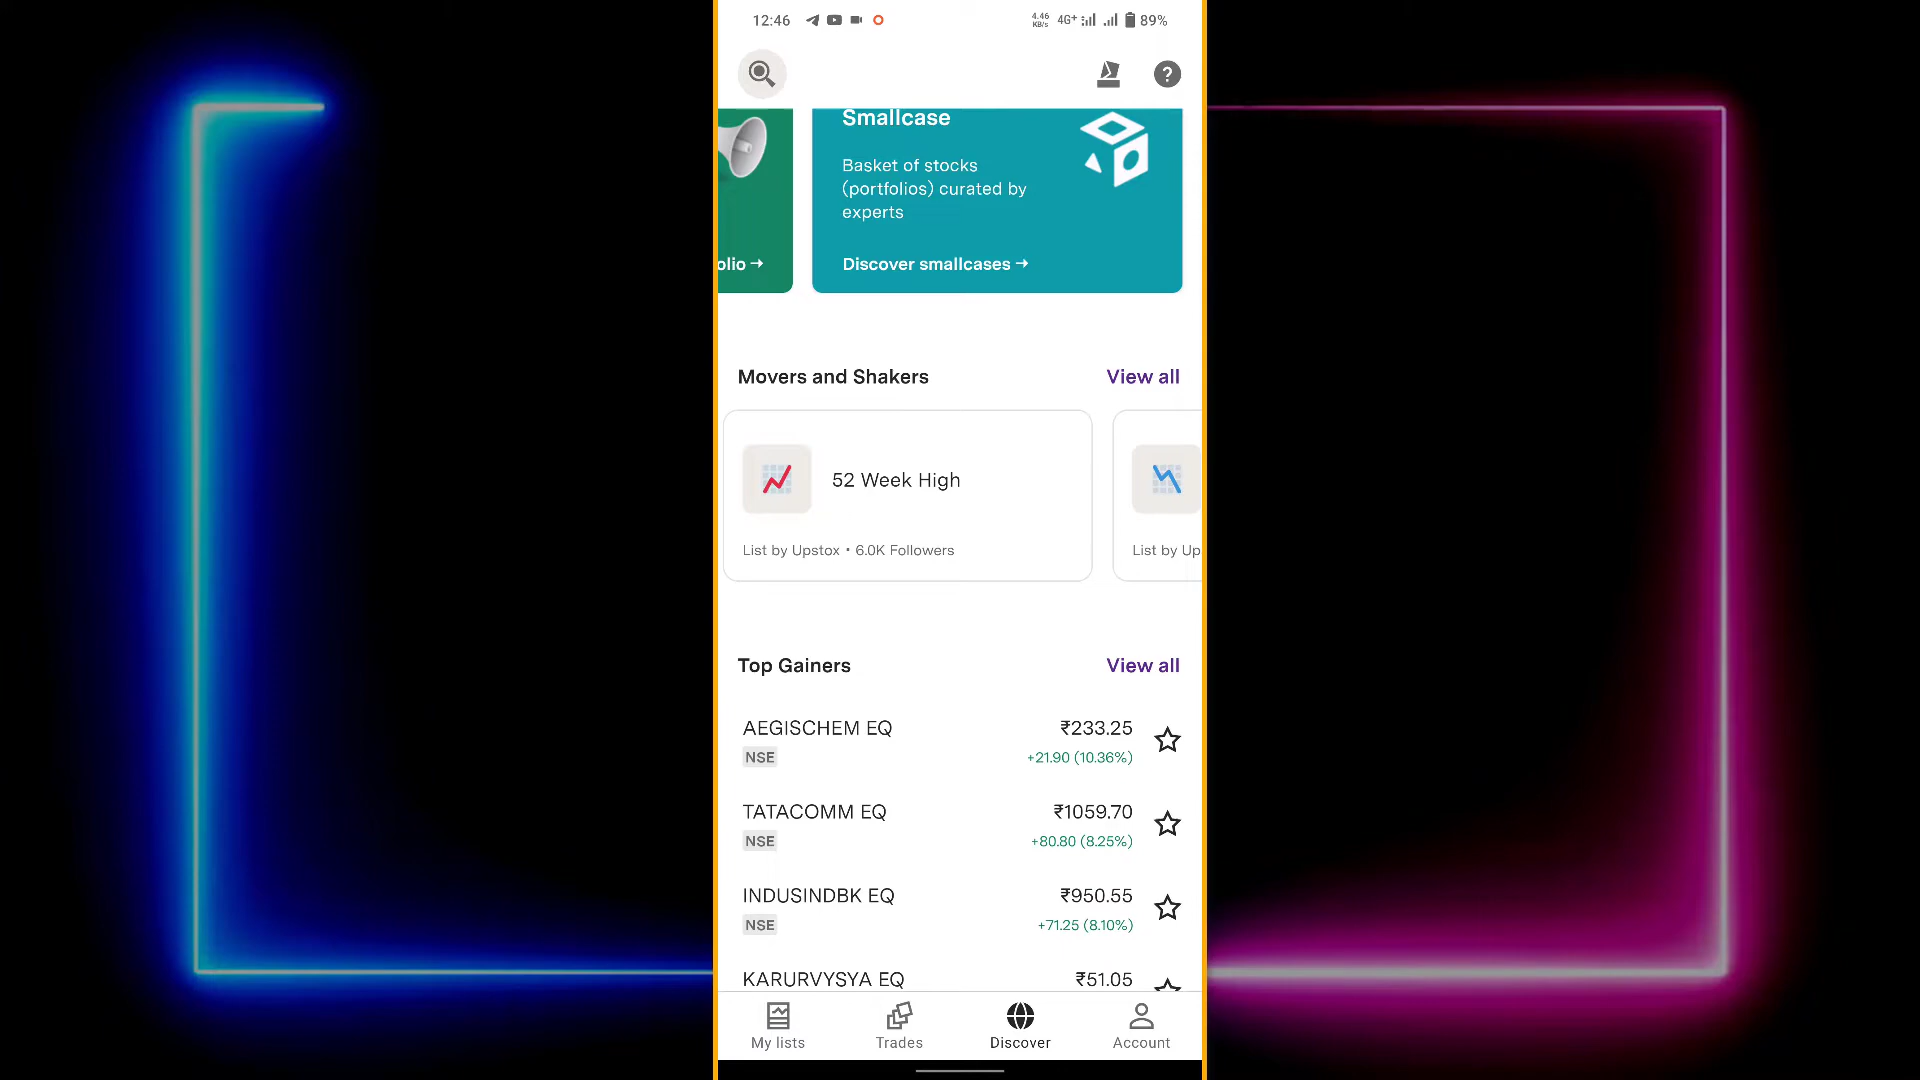 12:46
4.46
KB/s
4G+
89%
?
Smallcase
Basket of stocks
(portfolios) curated by
experts
olio →
Discover smallcases →
Movers and Shakers
View all
52 Week High
List by Upstox • 6.0K Followers
List by Up
Top Gainers
View all
AEGISCHEM EQ
₹233.25
NSE
+21.90 (10.36%)
TATACOMM EQ
₹1059.70
NSE
+80.80 (8.25%)
INDUSINDBK EQ
₹950.55
NSE
+71.25 (8.10%)
KARURVYSYA EQ
₹51.05
My lists
Trades
Discover
Account